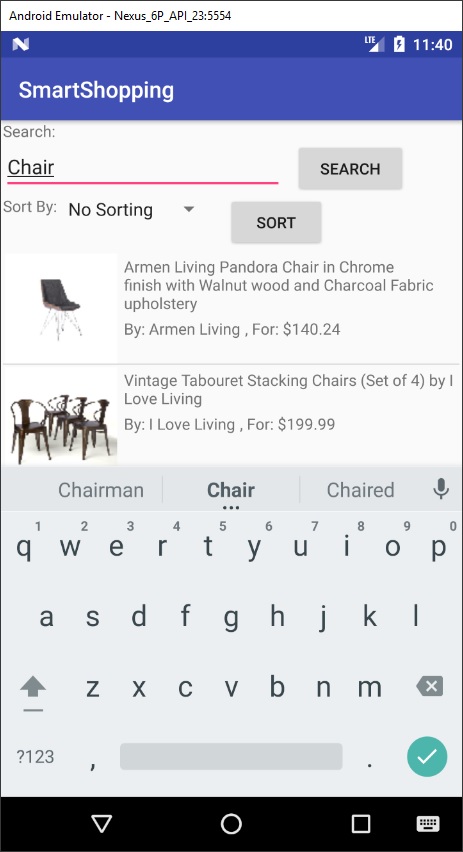 Android Emulator - Nexus_6P_API_23:5554
LTE 11:40
SmartShopping
Search:
Chair SEARCH
Sort By: No Sorting SORT
Armen Living Pandora Chair in Chrome
finish with Walnut wood and Charcoal Fabric
upholstery
By: Armen Living , For: $140.24
Vintage Tabouret Stacking Chairs (Set of 4) by I
Love Living
By: I Love Living , For: $199.99
Chairman Chair Chaired
1 2 3 4 5 6 7 8 9 0
q w e r t y u i o p
a s d f g h j k l
z x c v b n m
?123 , .